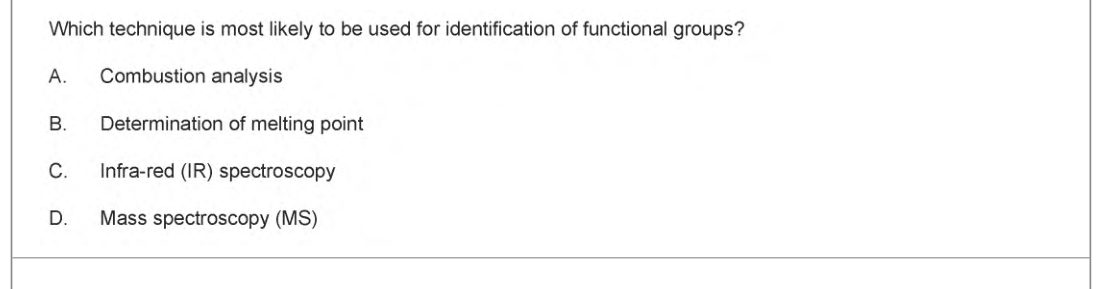 Which technique is most likely to be used for identification of functional groups?
A. Combustion analysis
B. Determination of melting point
C. Infra-red (IR) spectroscopy
D. Mass spectroscopy (MS)